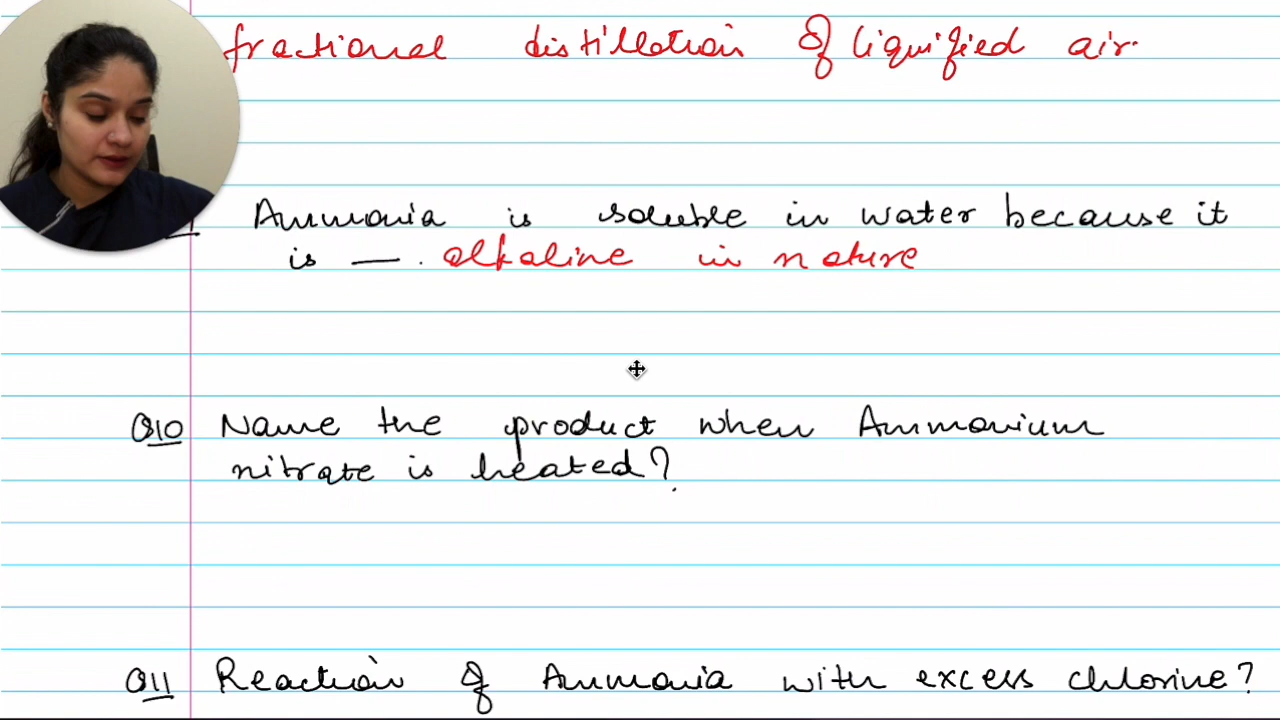 fractional distillation of liquified air.
Ammonia is soluble in water because it
is — . alkaline in nature
Q10 Name the product when Ammonium
nitrate is heated?
Q11 Reaction of Ammonia with excess chlorine?